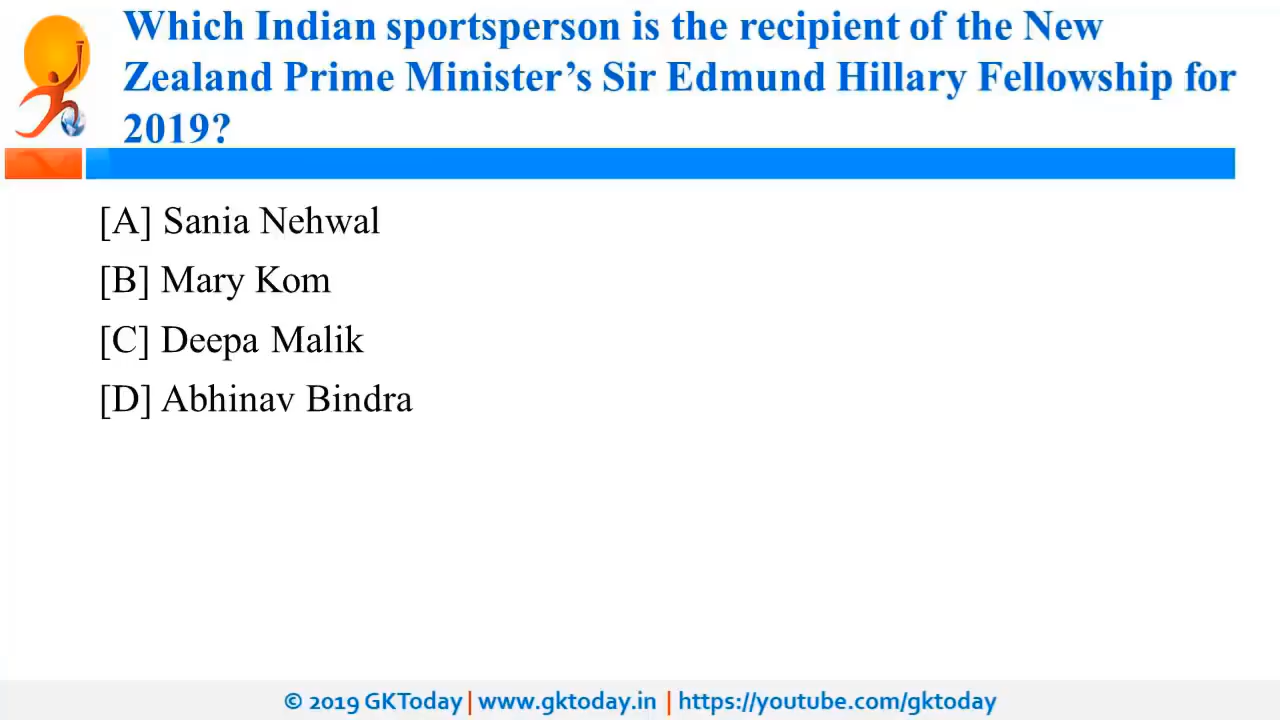 Which Indian sportsperson is the recipient of the New
Zealand Prime Minister’s Sir Edmund Hillary Fellowship for
2019?
[A] Sania Nehwal
[B] Mary Kom
[C] Deepa Malik
[D] Abhinav Bindra
© 2019 GKToday | www.gktoday.in | https://youtube.com/gktoday